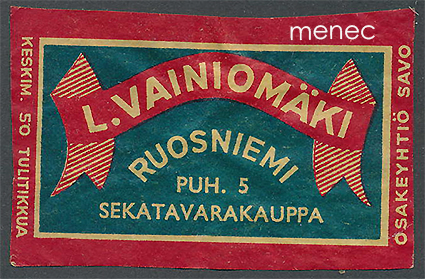 menec
KESKIM. 50 TULITIKKUA
L. VAINIOMÄKI
RUOSNIEMI
PUH. 5
SEKATAVARAKAUPPA
OSAKEYHTIÖ SAVO